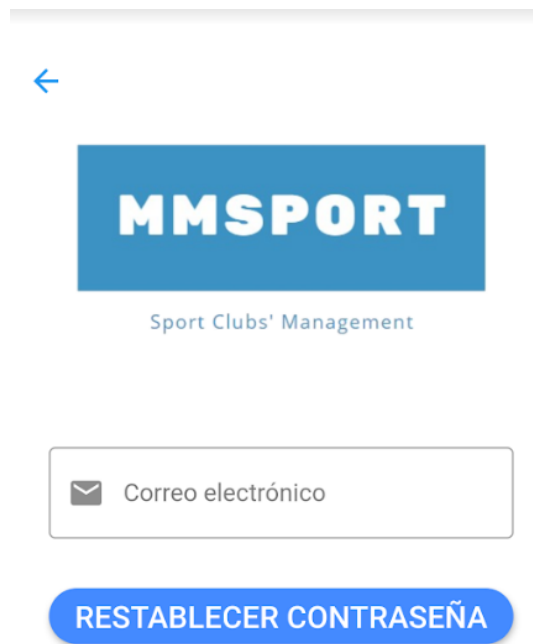 MMSPORT
Sport Clubs' Management
Correo electrónico
RESTABLECER CONTRASEÑA